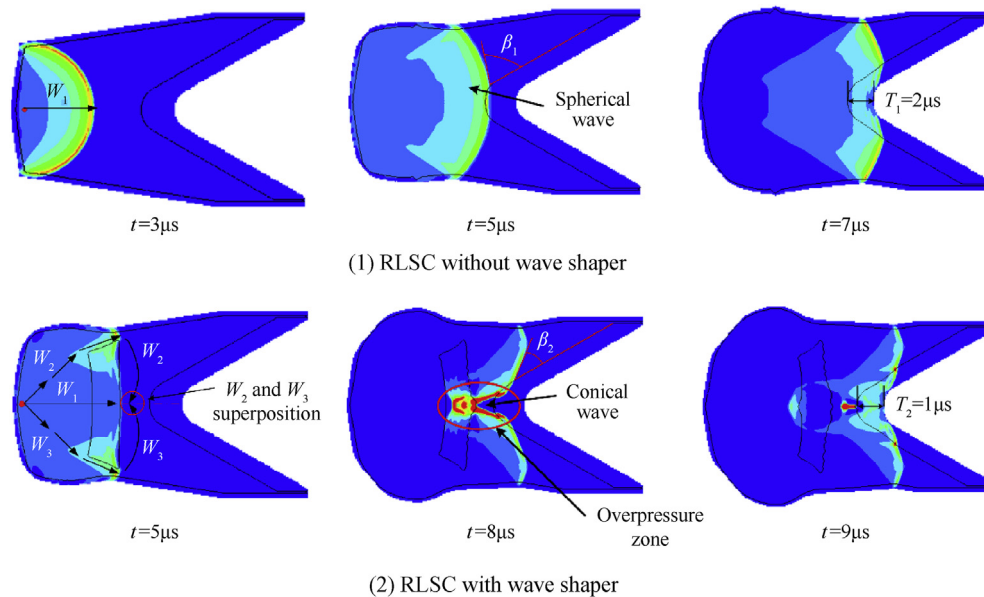 W₁
t=3μs
β₁
Spherical
wave
t=5μs
T₁=2μs
t=7μs
(1) RLSC without wave shaper
W₂
W₁
W₃
W₂
W₃
W₂ and W₃
superposition
t=5μs
β₂
Conical
wave
Overpressure
zone
t=8μs
T₂=1μs
t=9μs
(2) RLSC with wave shaper